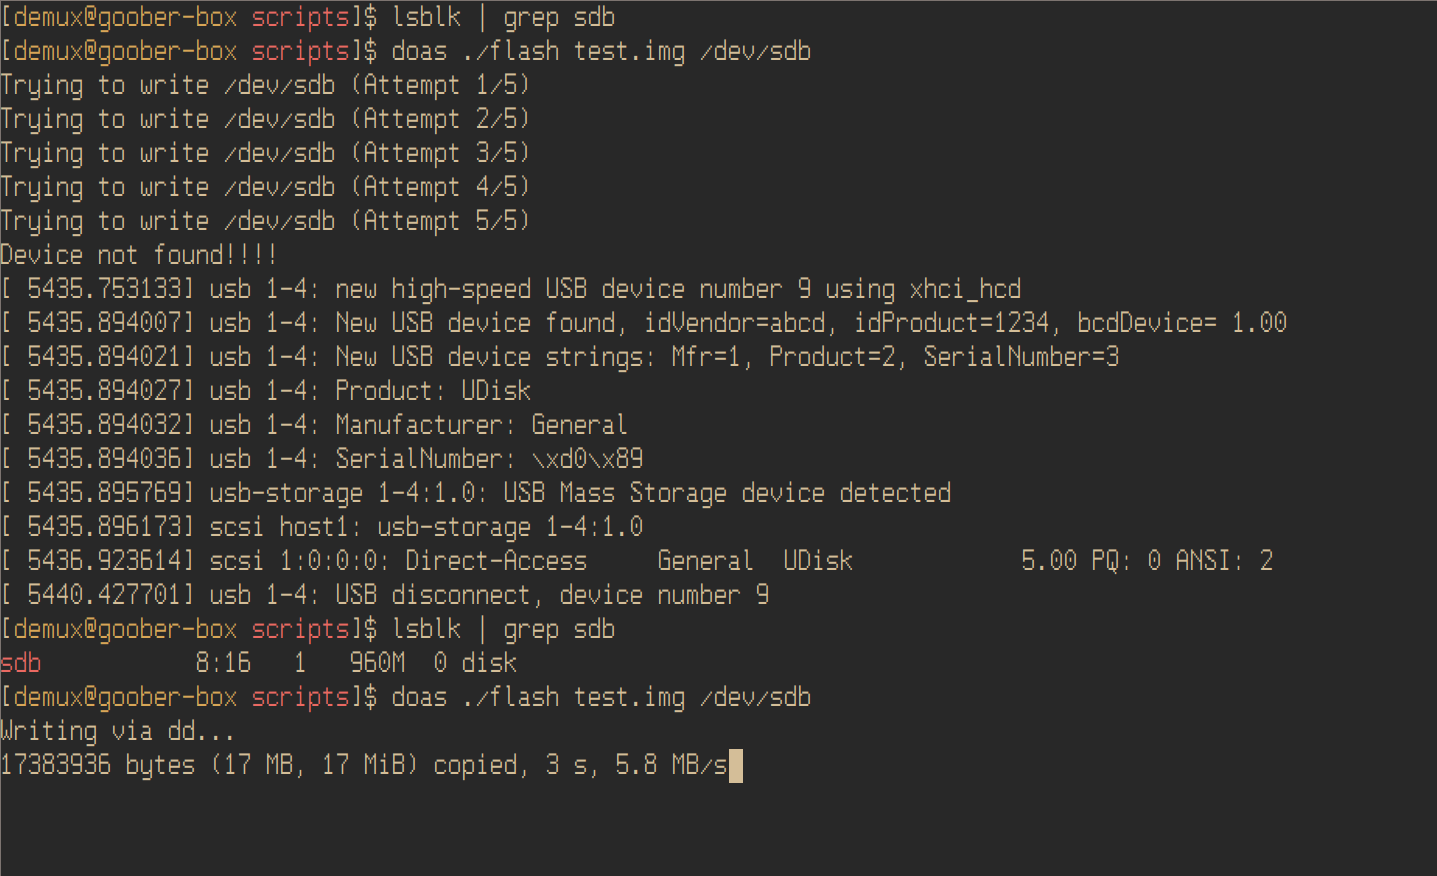 [demux@goober-box scripts]$ lsblk | grep sdb
[demux@goober-box scripts]$ doas ./flash test.img /dev/sdb
Trying to write /dev/sdb (Attempt 1/5)
Trying to write /dev/sdb (Attempt 2/5)
Trying to write /dev/sdb (Attempt 3/5)
Trying to write /dev/sdb (Attempt 4/5)
Trying to write /dev/sdb (Attempt 5/5)
Device not found!!!!
[ 5435.753133] usb 1-4: new high-speed USB device number 9 using xhci_hcd
[ 5435.894007] usb 1-4: New USB device found, idVendor=abcd, idProduct=1234, bcdDevice= 1.00
[ 5435.894021] usb 1-4: New USB device strings: Mfr=1, Product=2, SerialNumber=3
[ 5435.894027] usb 1-4: Product: UDisk
[ 5435.894032] usb 1-4: Manufacturer: General
[ 5435.894036] usb 1-4: SerialNumber: \xd0\x89
[ 5435.895769] usb-storage 1-4:1.0: USB Mass Storage device detected
[ 5435.896173] scsi host1: usb-storage 1-4:1.0
[ 5436.923614] scsi 1:0:0:0: Direct-Access     General  UDisk            5.00 PQ: 0 ANSI: 2
[ 5440.427701] usb 1-4: USB disconnect, device number 9
[demux@goober-box scripts]$ lsblk | grep sdb
sdb           8:16   1   960M  0 disk
[demux@goober-box scripts]$ doas ./flash test.img /dev/sdb
Writing via dd...
17383936 bytes (17 MB, 17 MiB) copied, 3 s, 5.8 MB/s